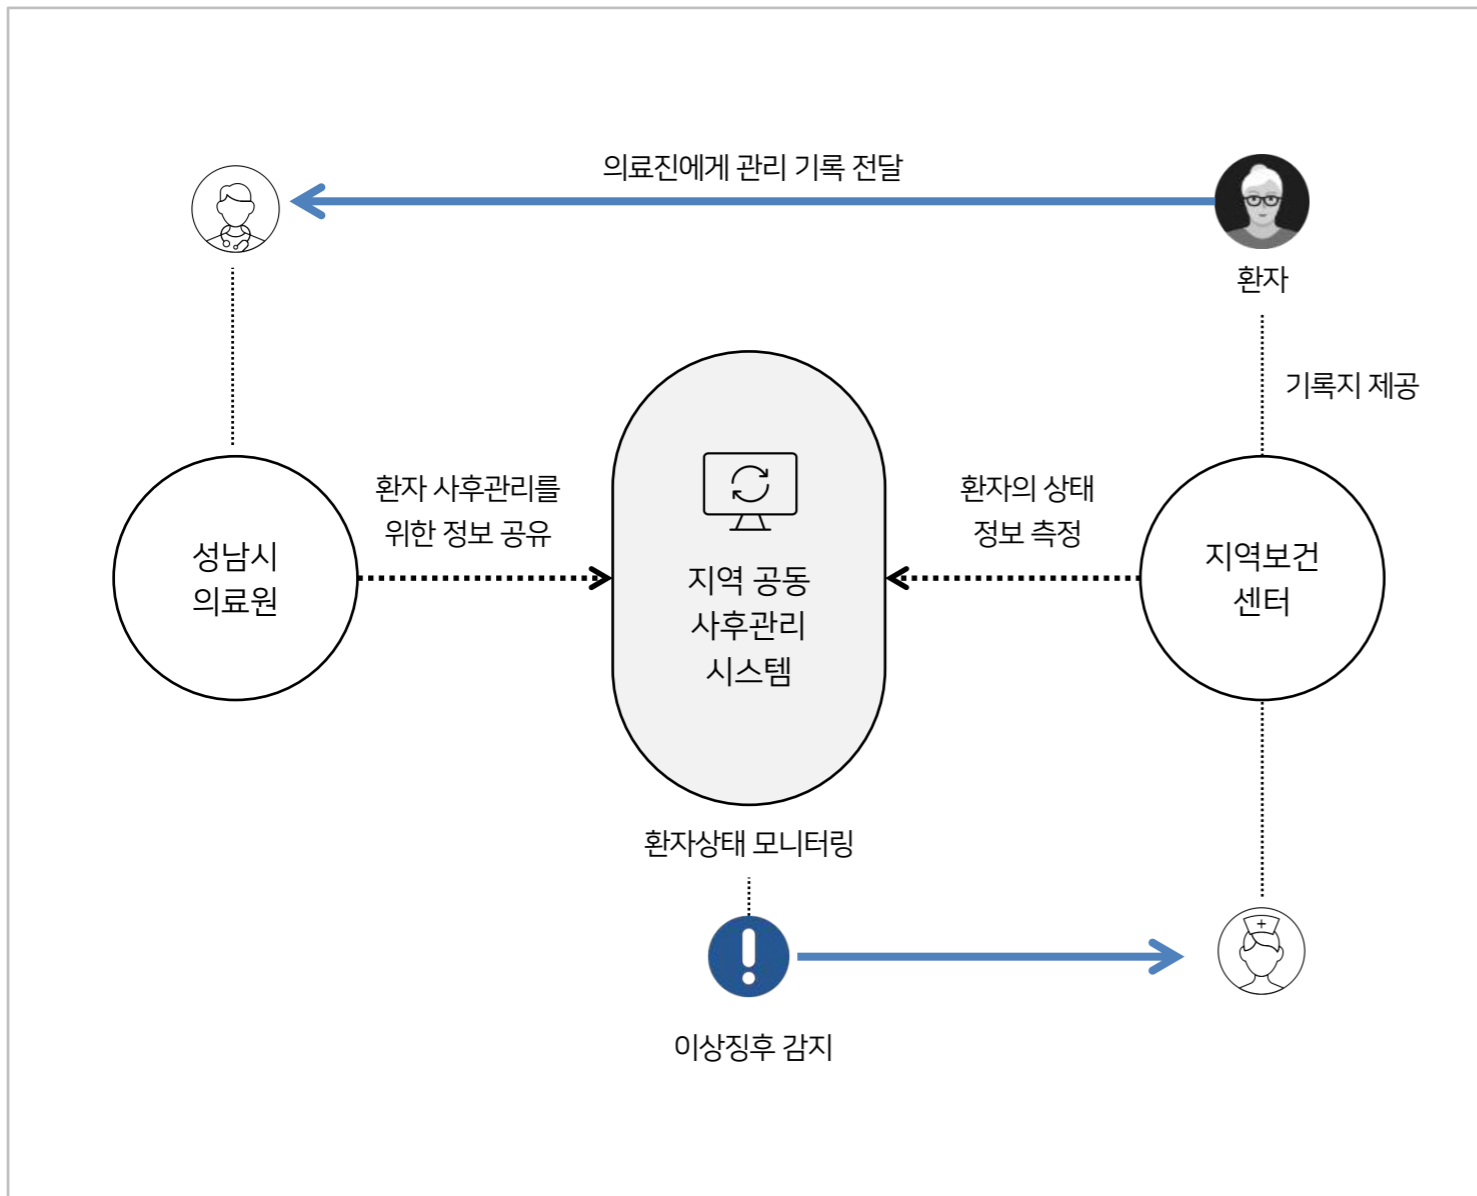 의료진에게 관리 기록 전달
환자
기록지 제공
환자 사후관리를
위한 정보 공유
환자의 상태
정보 측정
성남시
의료원
지역 공동
사후관리
시스템
지역보건
센터
환자상태 모니터링
이상징후 감지